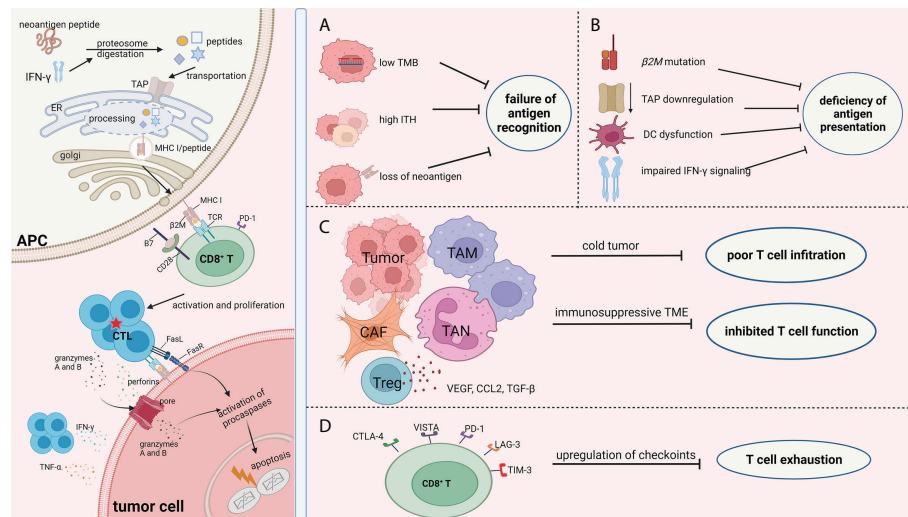 neoantigen peptide
proteosome
digestion
peptides
IFN-γ
transportation
TAP
ER
processing
MHC I/peptide
golgi
APC
MHC I
β2M
TCR
PD-1
B7
CD28
CD8⁺ T
activation and proliferation
CTL
FasL
FasR
granzymes
A and B
perforins
pore
activation of
procaspases
IFN-γ
granzymes
A and B
TNF-α
apoptosis
tumor cell
A
low TMB
high ITH
loss of neoantigen
failure of
antigen
recognition
B
β2M mutation
TAP downregulation
DC dysfunction
impaired IFN-γ signaling
deficiency of
antigen
presentation
C
Tumor
TAM
CAF
TAN
Treg
VEGF, CCL2, TGF-β
cold tumor
poor T cell infitration
immunosuppressive TME
inhibited T cell function
D
CTLA-4
VISTA
PD-1
LAG-3
TIM-3
CD8⁺ T
upregulation of checkpoints
T cell exhaustion